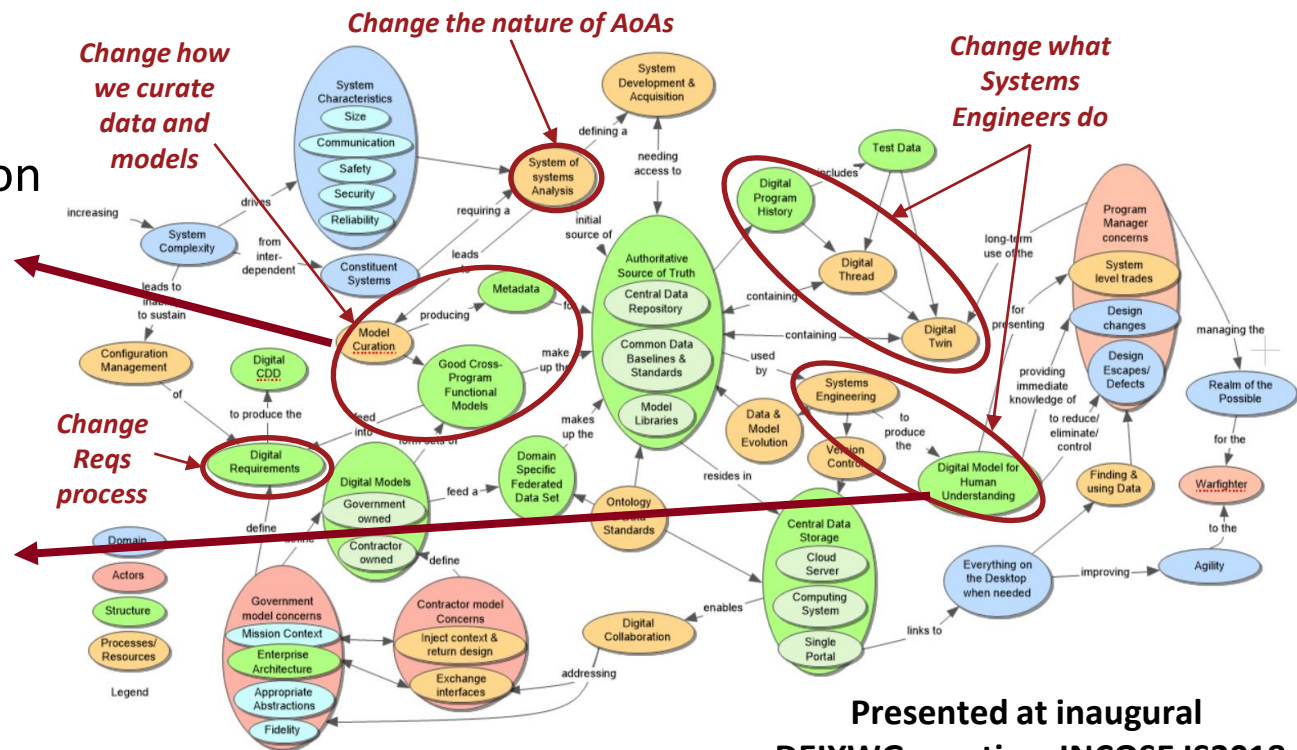 Change the nature of AoAs
Change how
we curate
data and
models
Change what
Systems
Engineers do
on
System
Development &
Acquisition
System
Characteristics
Size
Communication
Safety
Security
Reliability
defining a
needing
access to
System of
systems
Analysis
Test Data
includes
Digital
Program
History
increasing
drives
System
Complexity
from
inter-
dependent
Constituent
Systems
requiring a
initial
source of
leads
Authoritative
Source of Truth
Central Data
Repository
Common Data
Baselines &
Standards
Model
Libraries
containing
containing
Digital
Thread
Digital
Twin
long-term
use of the
Program
Manager
concerns
System
level trades
Design
changes
Design
Escapes/
Defects
managing the
for
presenting
providing
immediate
knowledge of
to reduce/
eliminate/
control
leads to
to sustain
Metadata
producing
Model
Curation
Configuration
Management
of
Digital
CDD
to produce the
Good Cross-
Program
Functional
Models
make
up the
feed
into
used
by
Systems
Engineering
to
produce
the
Data &
Model
Evolution
Version
Control
Realm of the
Possible
for the
Warfighter
to the
Agility
Change
Reqs
process
Digital
Requirements
makes
up the
Domain
Specific
Federated
Data Set
Digital Models
Government
owned
Contractor
owned
feed a
resides in
Digital Model for
Human
Understanding
Finding &
using Data
define
define
Ontology
Standards
Central Data
Storage
Cloud
Server
Computing
System
Single
Portal
Everything on
the Desktop
when needed
improving
links to
enables
Digital
Collaboration
addressing
Domain
Actors
Structure
Processes/
Resources
Legend
Government
model concerns
Mission Context
Enterprise
Architecture
Appropriate
Abstractions
Fidelity
Contractor model
Concerns
Inject context &
return design
Exchange
interfaces
Presented at inaugural